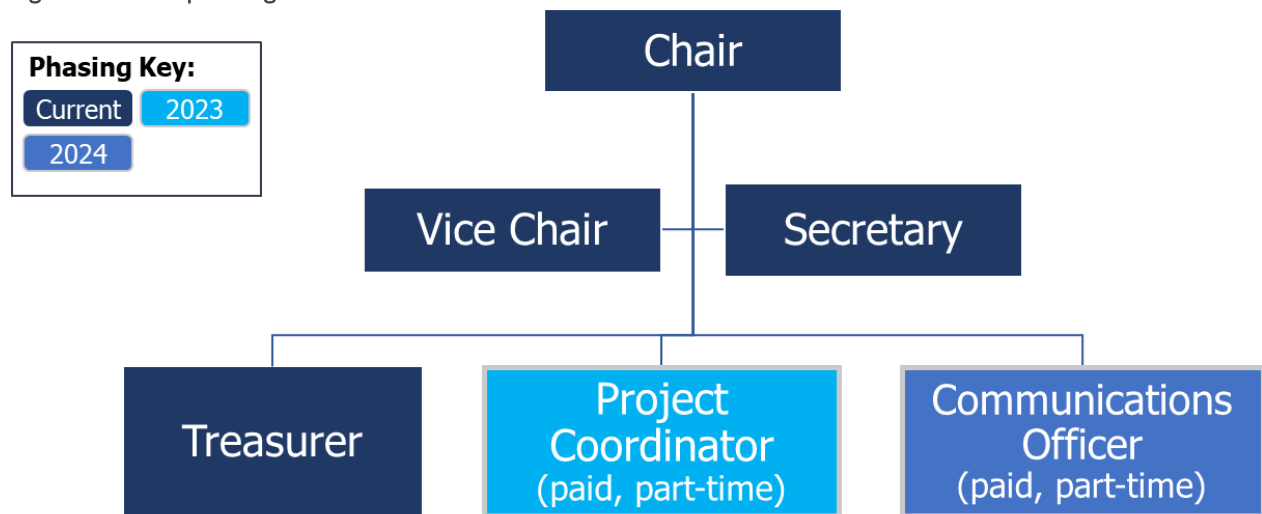 Phasing Key:
Current
2023
2024
Chair
Vice Chair
Secretary
Treasurer
Project
Coordinator
(paid, part-time)
Communications
Officer
(paid, part-time)